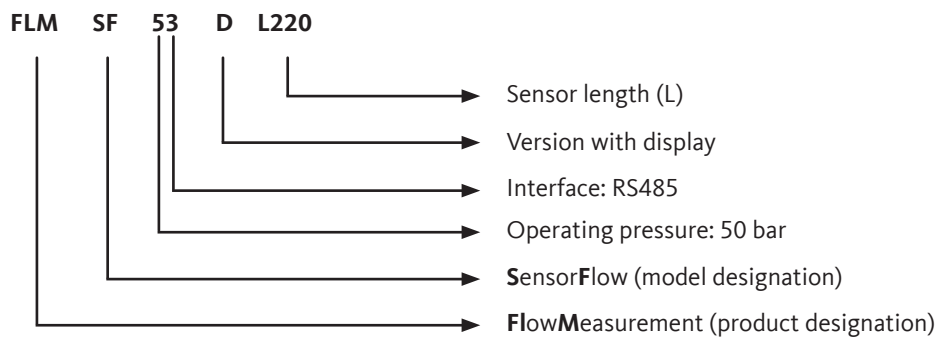 FLM SF 53 D L220
Sensor length (L)
Version with display
Interface: RS485
Operating pressure: 50 bar
SensorFlow (model designation)
FlowMeasurement (product designation)